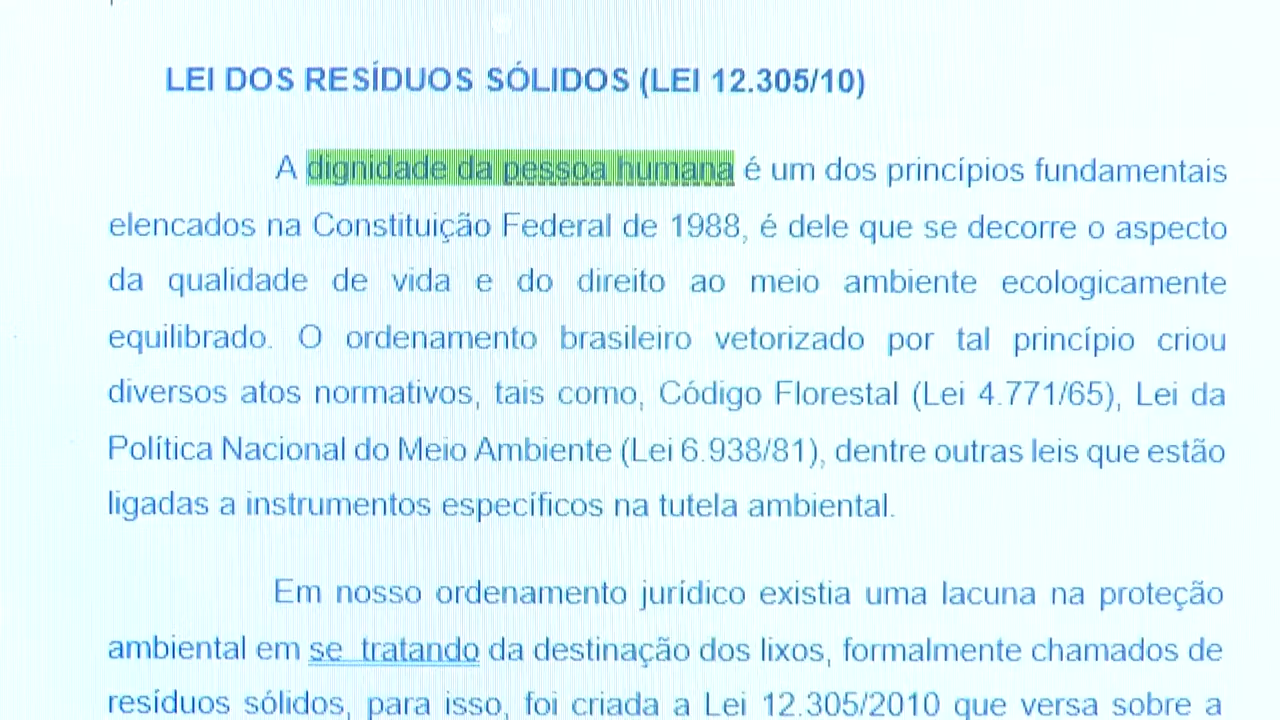 LEI DOS RESÍDUOS SÓLIDOS (LEI 12.305/10)
A dignidade da pessoa humana é um dos princípios fundamentais
elencados na Constituição Federal de 1988, é dele que se decorre o aspecto
da qualidade de vida e do direito ao meio ambiente ecologicamente
equilibrado. O ordenamento brasileiro vetorizado por tal princípio criou
diversos atos normativos, tais como, Código Florestal (Lei 4.771/65), Lei da
Política Nacional do Meio Ambiente (Lei 6.938/81), dentre outras leis que estão
ligadas a instrumentos específicos na tutela ambiental.
Em nosso ordenamento jurídico existia uma lacuna na proteção
ambiental em se tratando da destinação dos lixos, formalmente chamados de
resíduos sólidos, para isso, foi criada a Lei 12.305/2010 que versa sobre a